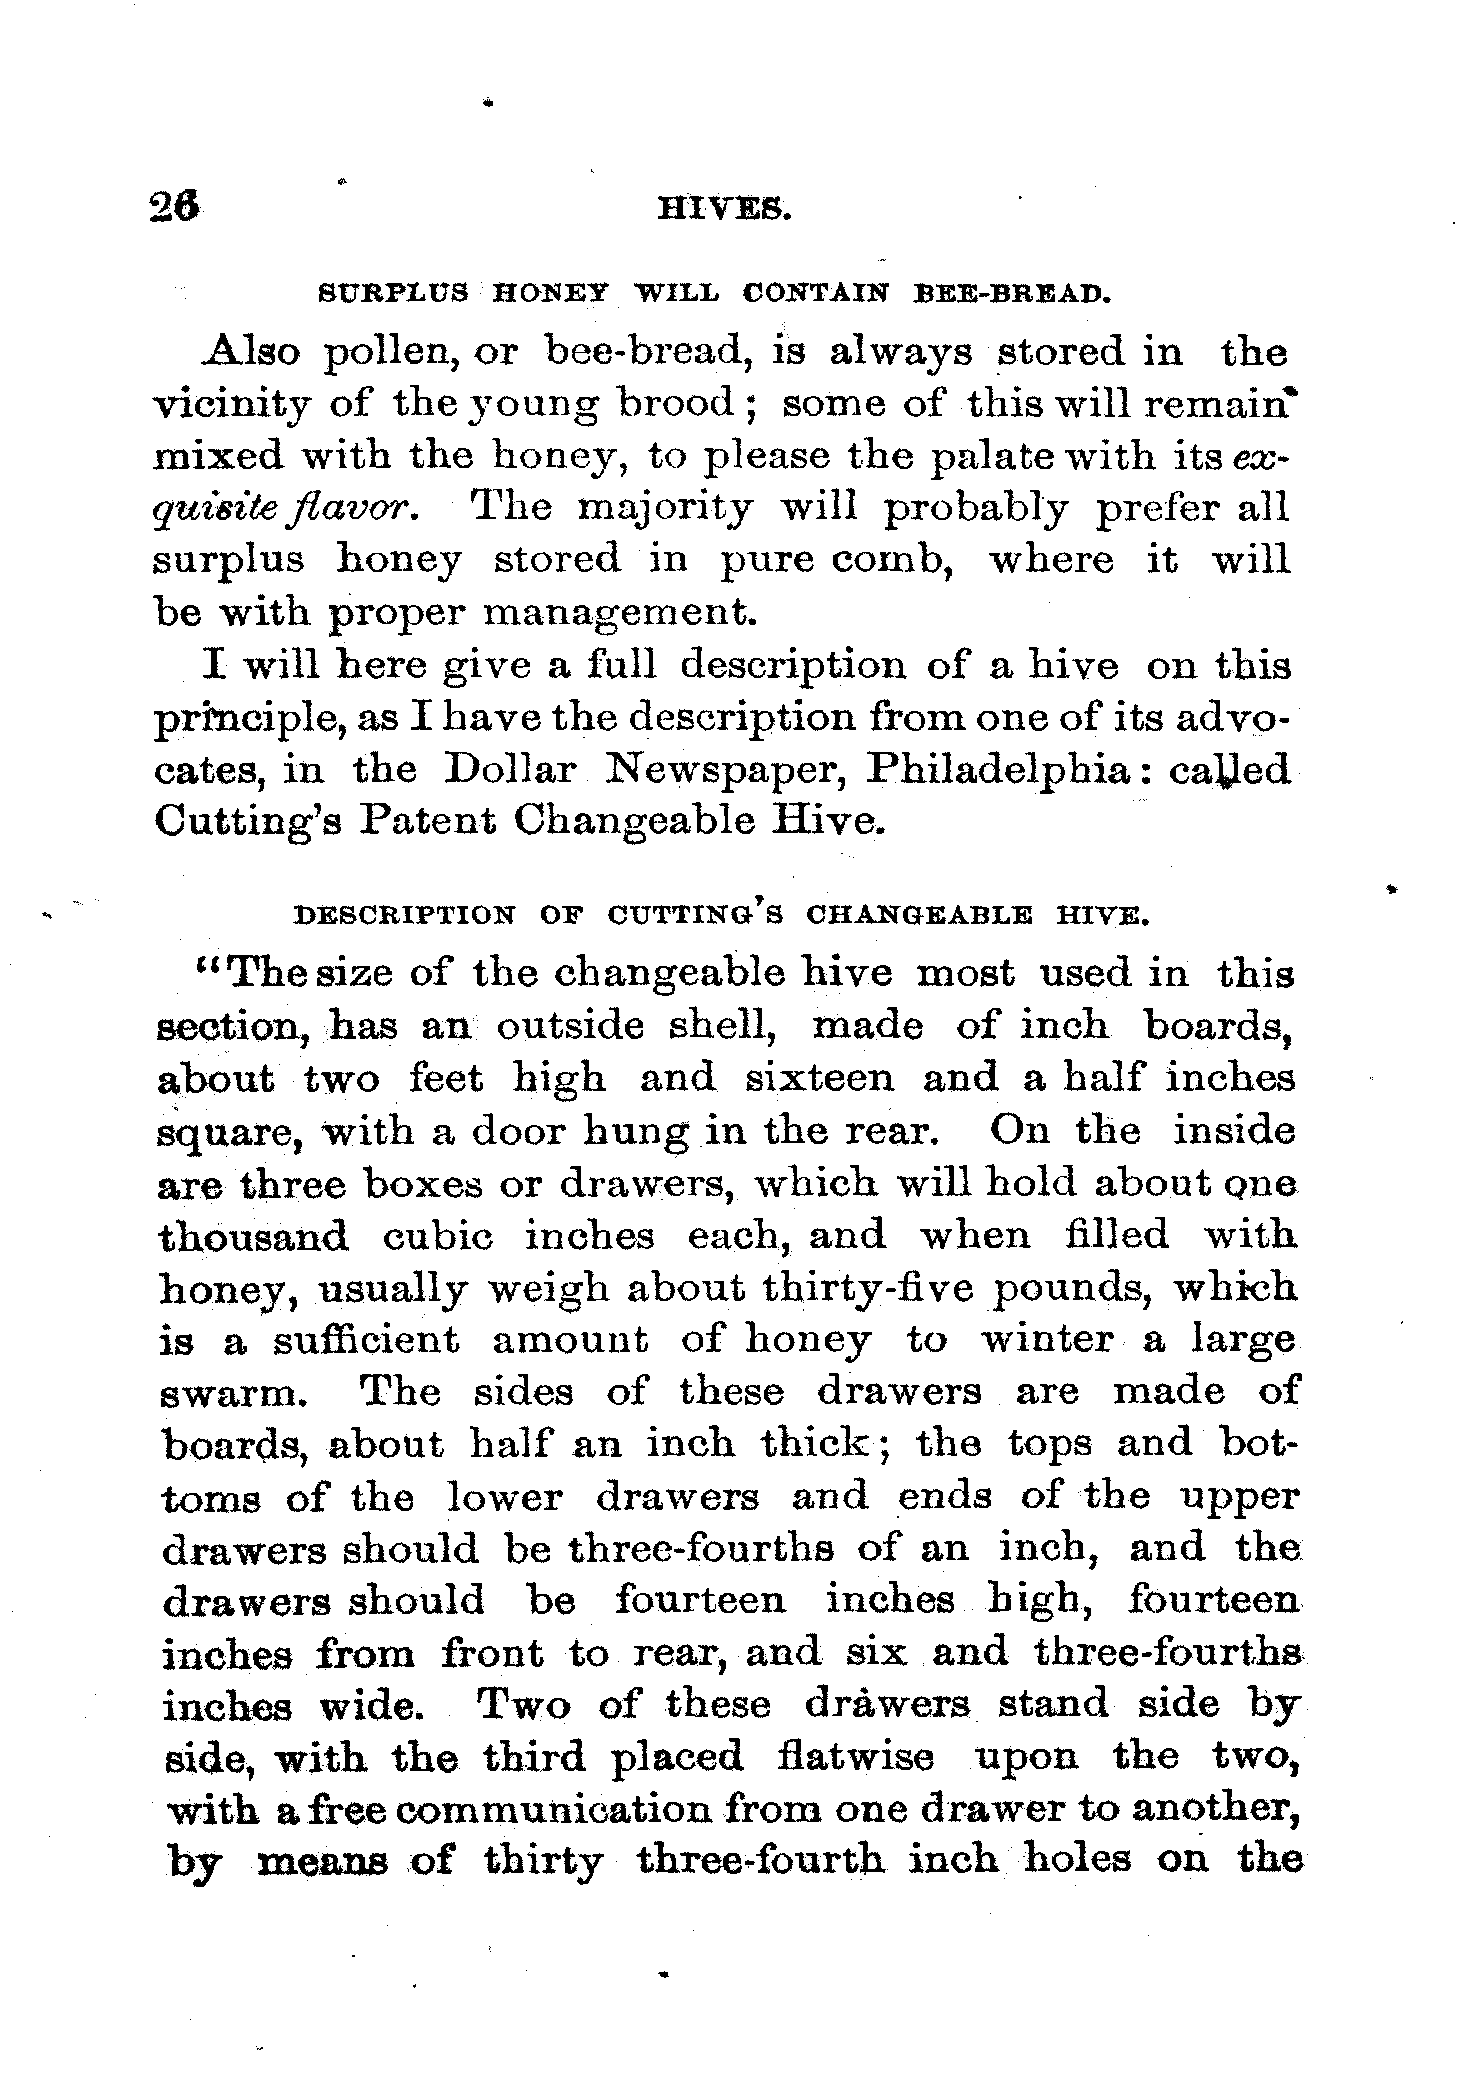 26 HIVES.
SURPLUS HONEY WILL CONTAIN BEE-BREAD.
Also pollen, or bee-bread, is always stored in the
vicinity of the young brood; some of this will remain
mixed with the honey, to please the palate with its ex-
quisite flavor. The majority will probably prefer all
surplus honey stored in pure comb, where it will
be with proper management.
I will here give a full description of a hive on this
principle, as I have the description from one of its advo-
cates, in the Dollar Newspaper, Philadelphia: called
Cutting's Patent Changeable Hive.
DESCRIPTION OF CUTTING'S CHANGEABLE HIVE.
"The size of the changeable hive most used in this
section, has an outside shell, made of inch boards,
about two feet high and sixteen and a half inches
square, with a door hung in the rear. On the inside
are three boxes or drawers, which will hold about one
thousand cubic inches each, and when filled with
honey, usually weigh about thirty-five pounds, which
is a sufficient amount of honey to winter a large
swarm. The sides of these drawers are made of
boards, about half an inch thick; the tops and bot-
toms of the lower drawers and ends of the upper
drawers should be three-fourths of an inch, and the
drawers should be fourteen inches high, fourteen
inches from front to rear, and six and three-fourths
inches wide. Two of these drawers stand side by
side, with the third placed flatwise upon the two,
with a free communication from one drawer to another,
by means of thirty three-fourth inch holes on the